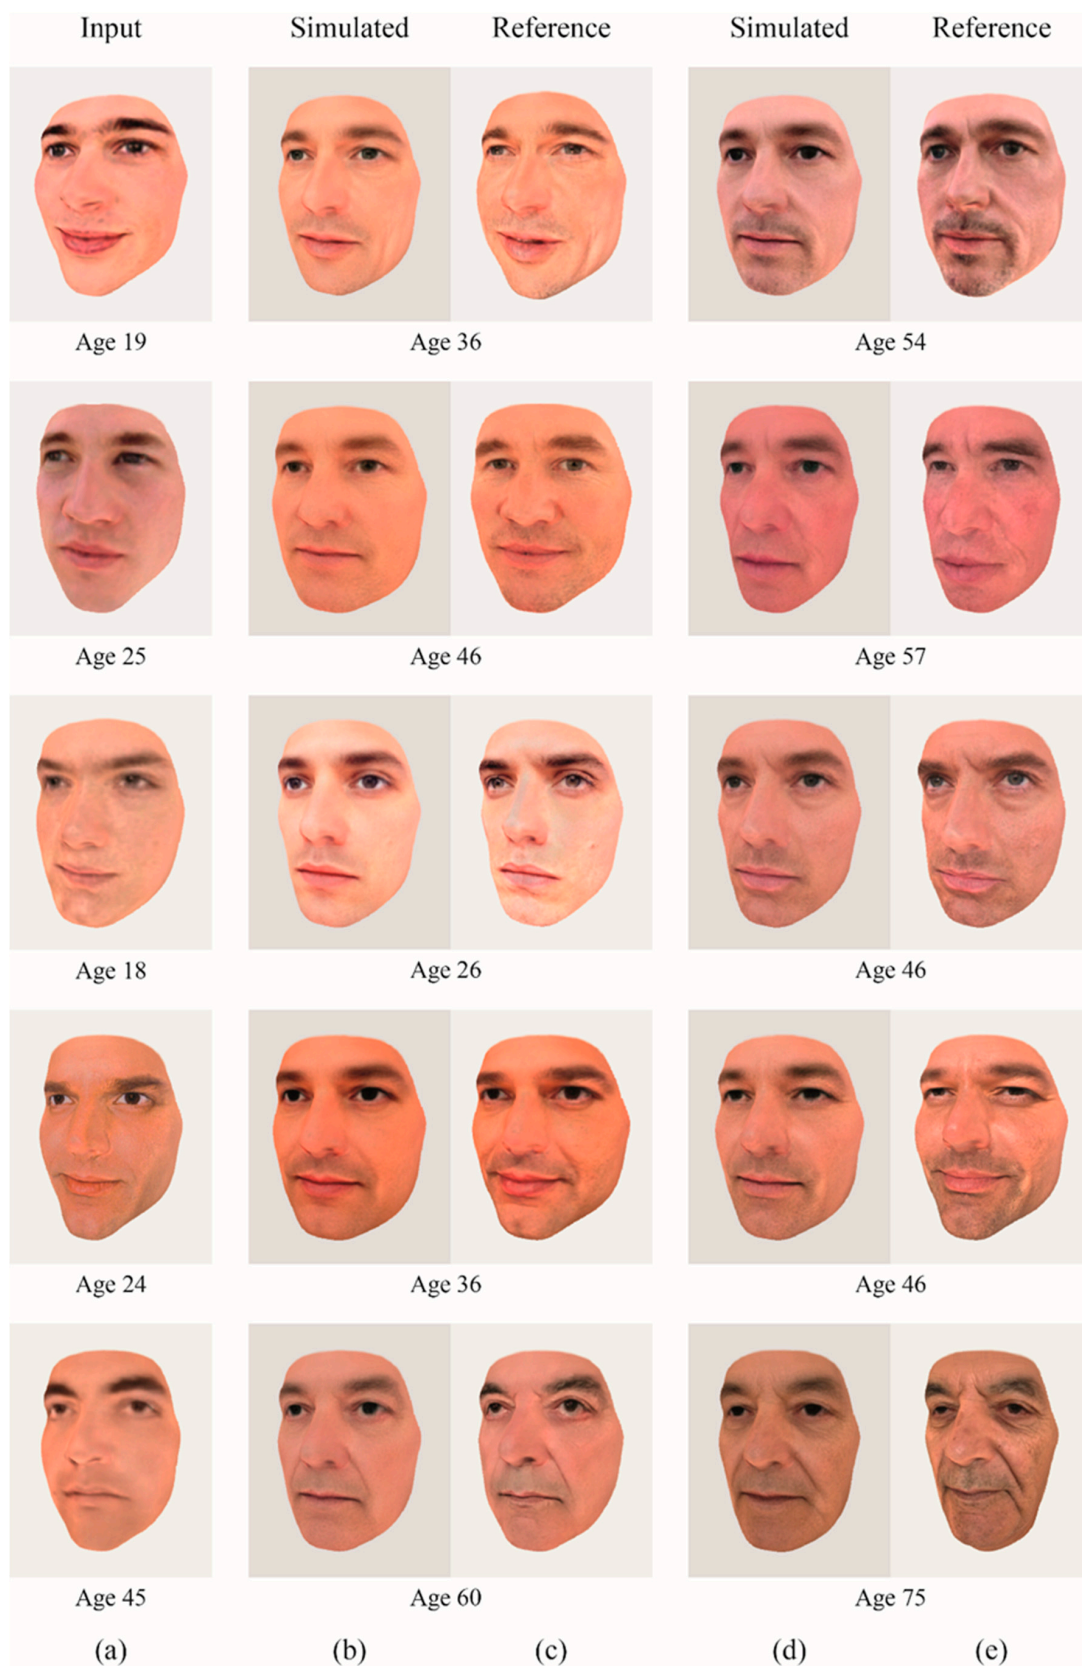 Input Simulated Reference Simulated Reference
Age 19 Age 36 Age 54
Age 25 Age 46 Age 57
Age 18 Age 26 Age 46
Age 24 Age 36 Age 46
Age 45 Age 60 Age 75
(a) (b) (c) (d) (e)